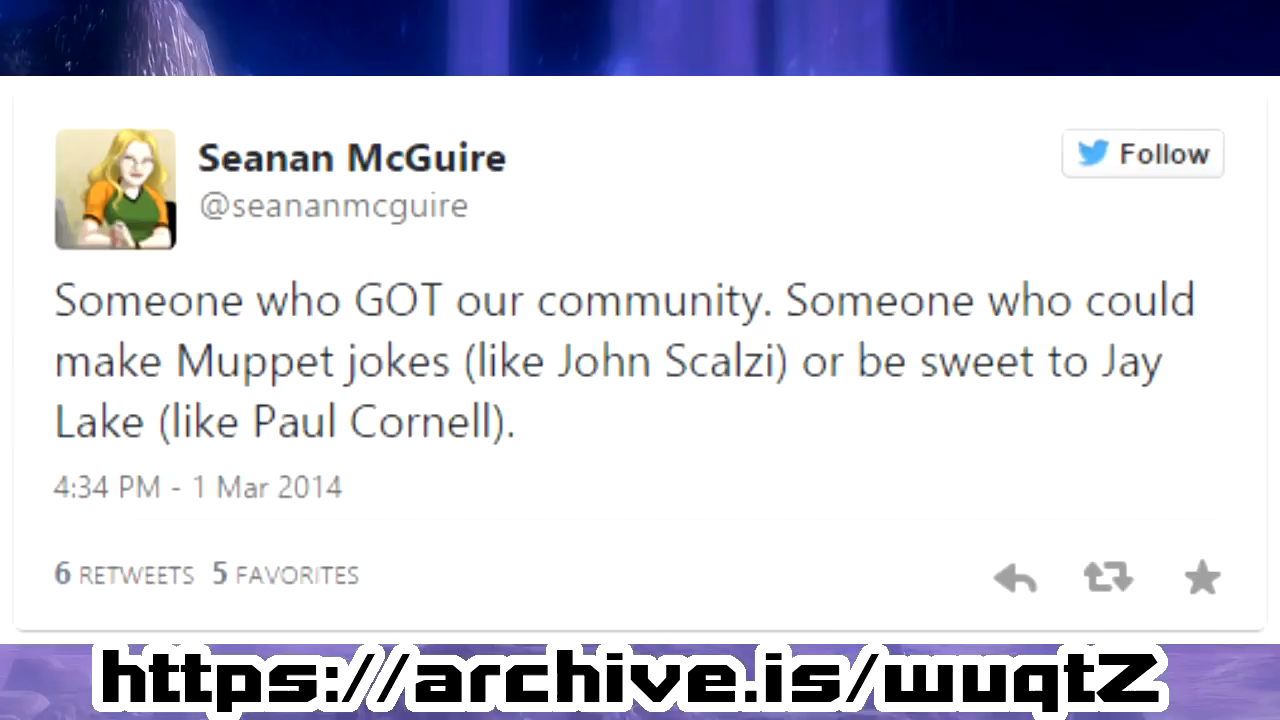 Seanan McGuire
Follow
@seananmcguire
Someone who GOT our community. Someone who could
make Muppet jokes (like John Scalzi) or be sweet to Jay
Lake (like Paul Cornell).
4:34 PM - 1 Mar 2014
6 RETWEETS 5 FAVORITES
https://archive.is/wuqtZ